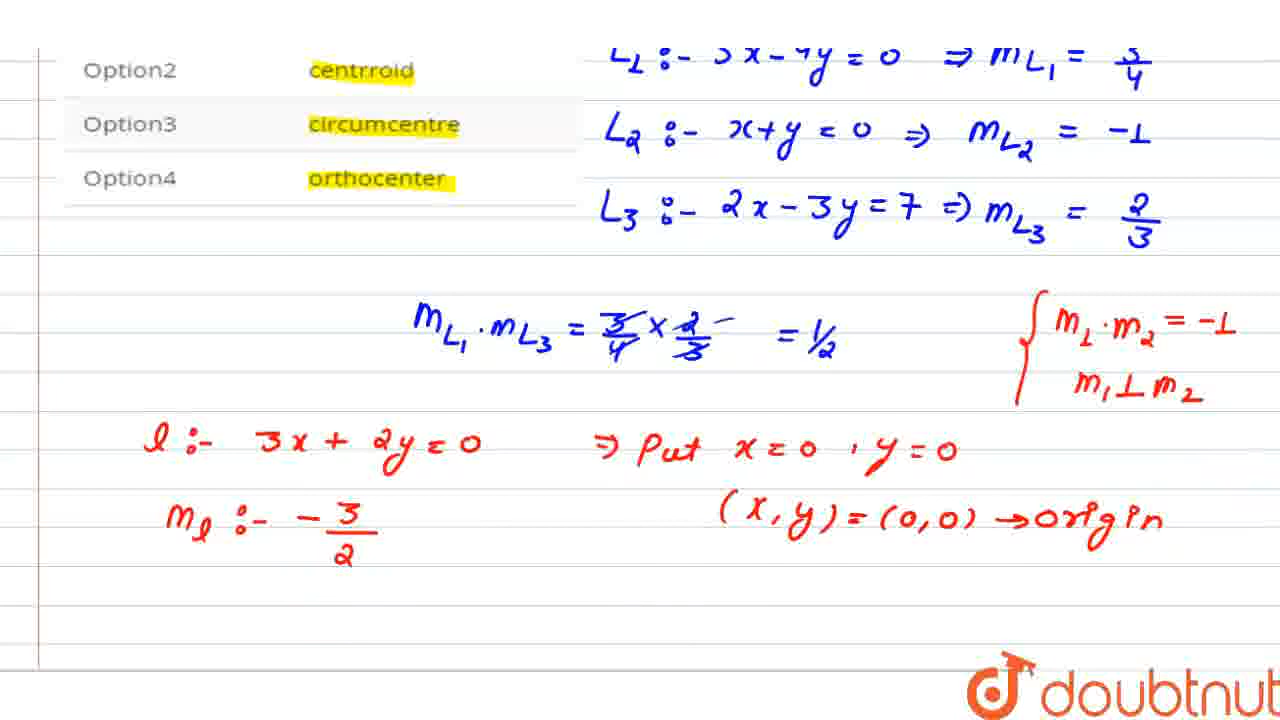 Option2 centrroid
Option3 circumcentre
Option4 orthocenter
L1 :- 3x-4y = 0 ⇒ mL1 = 3/4
L2 :- x+y = 0 ⇒ mL2 = -1
L3 :- 2x - 3y = 7 ⇒ mL3 = 2/3
mL1 . mL3 = 3/4 × 2/3 = 1/2
{ m1 . m2 = -1
m1 ⊥ m2
l :- 3x + 2y = 0 ⇒ Put x = 0 , y = 0
ml :- -3/2 (x, y) = (0, 0) → origin
doubtnut